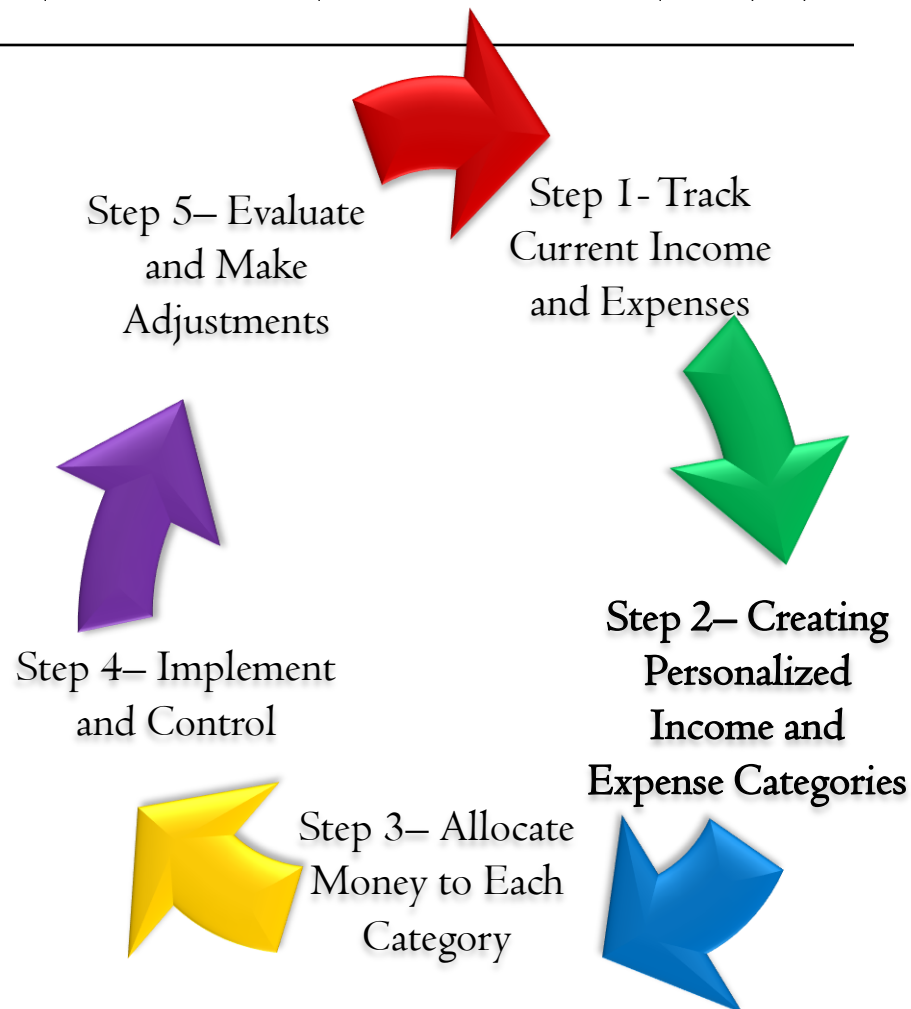 Step 1- Track
Current Income
and Expenses
Step 2– Creating
Personalized
Income and
Expense Categories
Step 3– Allocate
Money to Each
Category
Step 4– Implement
and Control
Step 5– Evaluate
and Make
Adjustments